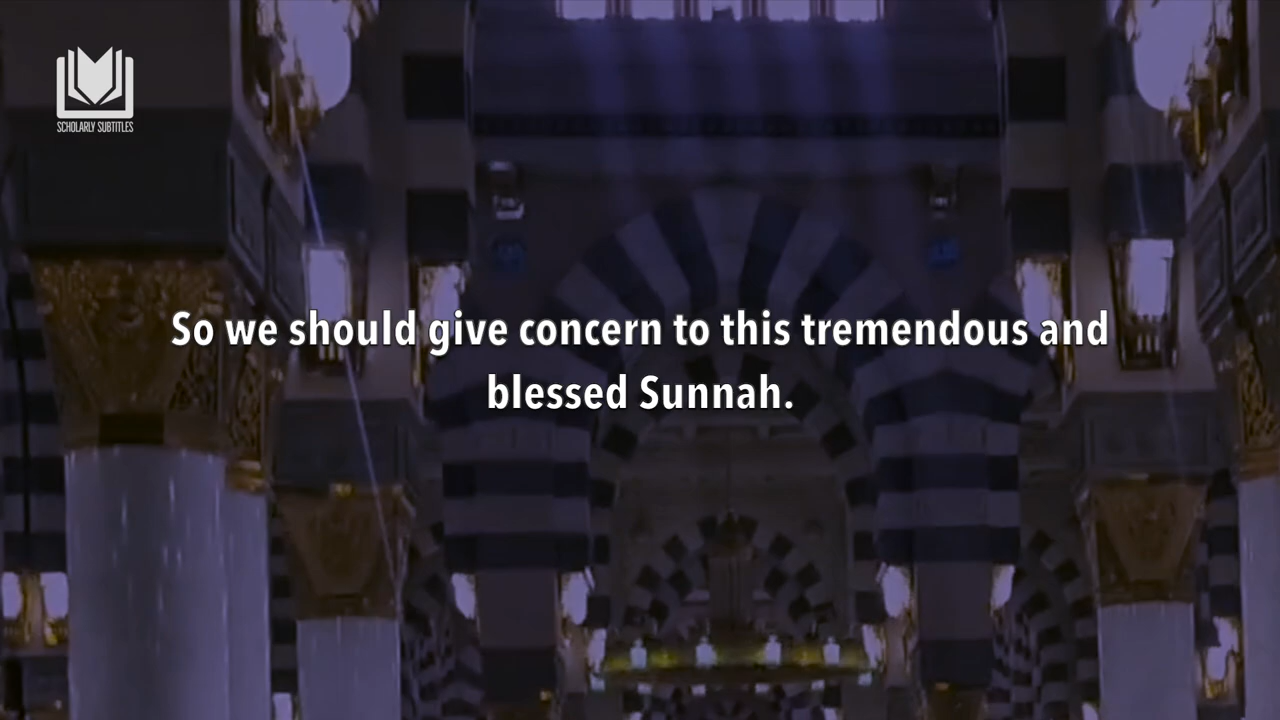 SCHOLARLY SUBTITLES
So we should give concern to this tremendous and
blessed Sunnah.